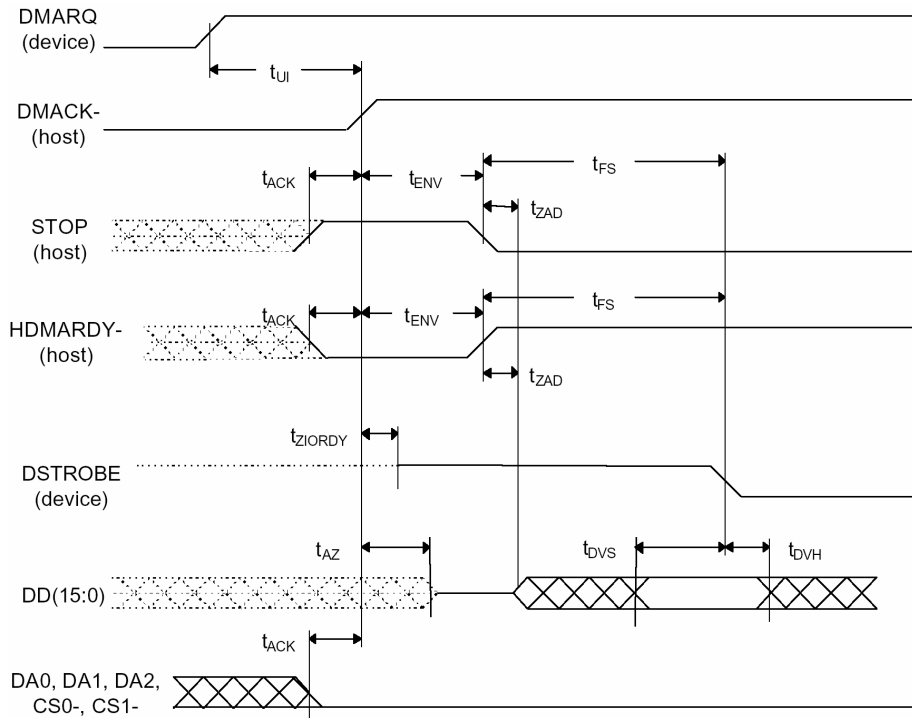 DMARQ
(device)
tUI
DMACK-
(host)
tFS
tACK
tENV
tZAD
STOP
(host)
tFS
tACK
tENV
HDMARDY-
(host)
tZAD
tZIORDY
DSTROBE
(device)
tAZ
tDVS
tDVH
DD(15:0)
tACK
DA0, DA1, DA2,
CS0-, CS1-